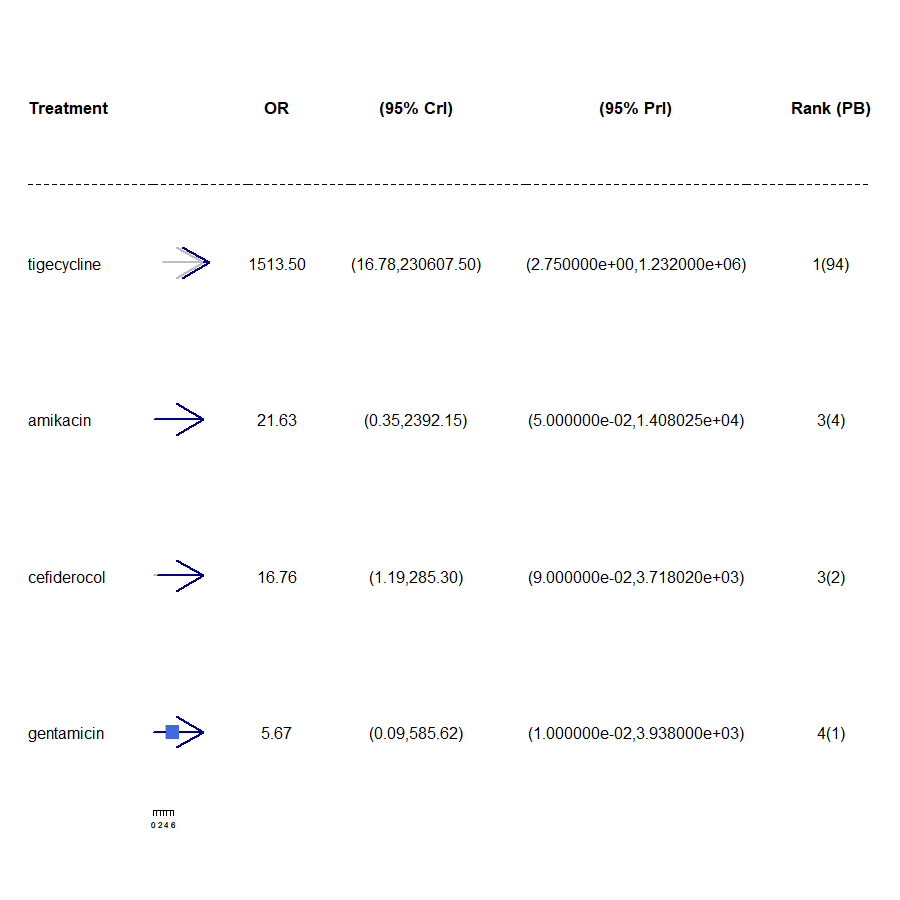 Treatment OR (95% CrI) (95% PrI) Rank (PB)
tigecycline 1513.50 (16.78,230607.50) (2.750000e+00,1.232000e+06) 1(94)
amikacin 21.63 (0.35,2392.15) (5.000000e-02,1.408025e+04) 3(4)
cefiderocol 16.76 (1.19,285.30) (9.000000e-02,3.718020e+03) 3(2)
gentamicin 5.67 (0.09,585.62) (1.000000e-02,3.938000e+03) 4(1)
0 2 4 6